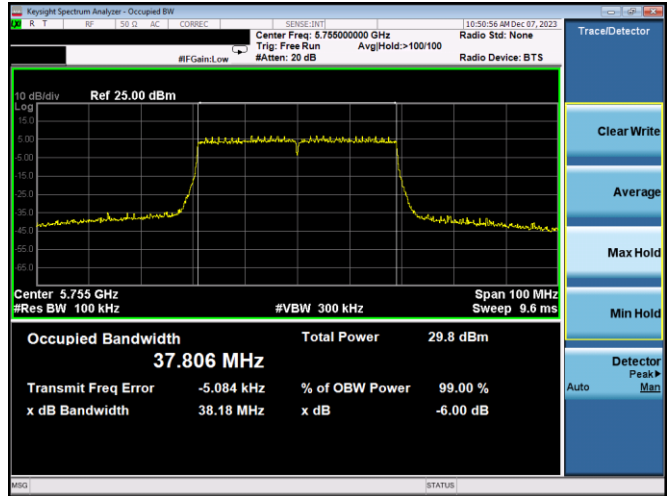 Keysight Spectrum Analyzer - Occupied BW
LXI R T RF 50 Ω AC CORREC SENSE:INT 10:50:56 AM Dec 07, 2023
Center Freq: 5.755000000 GHz Radio Std: None
Trig: Free Run Avg|Hold:>100/100
#IFGain:Low #Atten: 20 dB Radio Device: BTS
10 dB/div Ref 25.00 dBm
Log
15.0
5.00
-5.00
-15.0
-25.0
-35.0
-45.0
-55.0
-65.0
Center 5.755 GHz Span 100 MHz
#Res BW 100 kHz #VBW 300 kHz Sweep 9.6 ms
Occupied Bandwidth Total Power 29.8 dBm
37.806 MHz
Transmit Freq Error -5.084 kHz % of OBW Power 99.00 %
x dB Bandwidth 38.18 MHz x dB -6.00 dB
MSG STATUS
Trace/Detector
Clear Write
Average
Max Hold
Min Hold
Detector
Peak▶
Auto Man